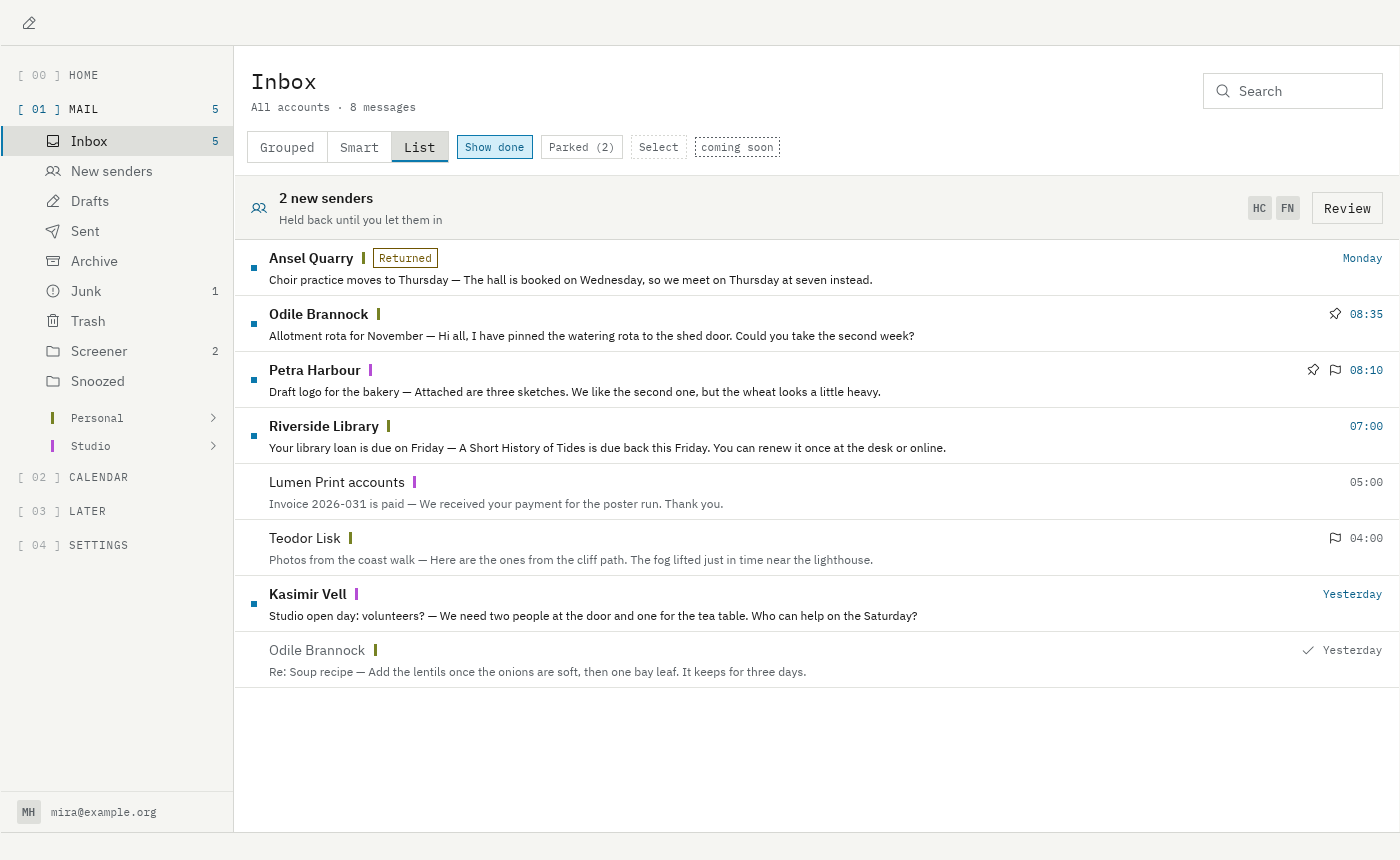 [ 00 ] HOME
[ 01 ] MAIL 5
Inbox 5
New senders
Drafts
Sent
Archive
Junk 1
Trash
Screener 2
Snoozed
Personal
Studio
[ 02 ] CALENDAR
[ 03 ] LATER
[ 04 ] SETTINGS
MH mira@example.org
Inbox
All accounts · 8 messages
Search
Grouped Smart List Show done Parked (2) Select coming soon
2 new senders
Held back until you let them in
HC FN Review
Ansel Quarry Returned Monday
Choir practice moves to Thursday — The hall is booked on Wednesday, so we meet on Thursday at seven instead.
Odile Brannock 08:35
Allotment rota for November — Hi all, I have pinned the watering rota to the shed door. Could you take the second week?
Petra Harbour 08:10
Draft logo for the bakery — Attached are three sketches. We like the second one, but the wheat looks a little heavy.
Riverside Library 07:00
Your library loan is due on Friday — A Short History of Tides is due back this Friday. You can renew it once at the desk or online.
Lumen Print accounts 05:00
Invoice 2026-031 is paid — We received your payment for the poster run. Thank you.
Teodor Lisk 04:00
Photos from the coast walk — Here are the ones from the cliff path. The fog lifted just in time near the lighthouse.
Kasimir Vell Yesterday
Studio open day: volunteers? — We need two people at the door and one for the tea table. Who can help on the Saturday?
Odile Brannock Yesterday
Re: Soup recipe — Add the lentils once the onions are soft, then one bay leaf. It keeps for three days.